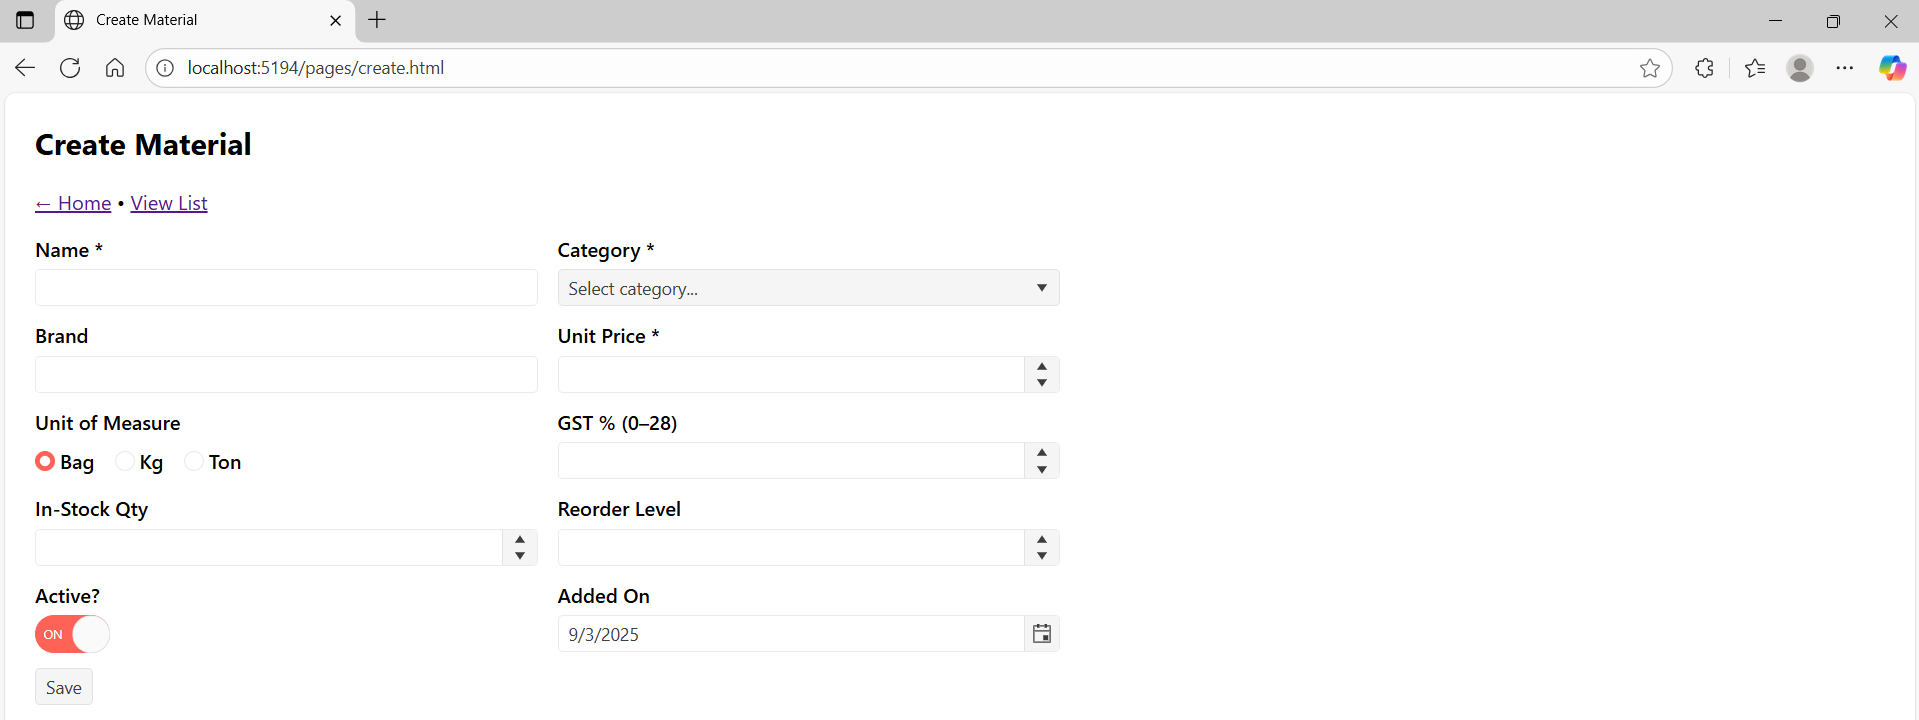 Create Material
localhost:5194/pages/create.html
Create Material
← Home • View List
Name *
Category *
Select category...
Brand
Unit Price *
Unit of Measure
GST % (0–28)
Bag Kg Ton
In-Stock Qty
Reorder Level
Active?
Added On
ON
9/3/2025
Save